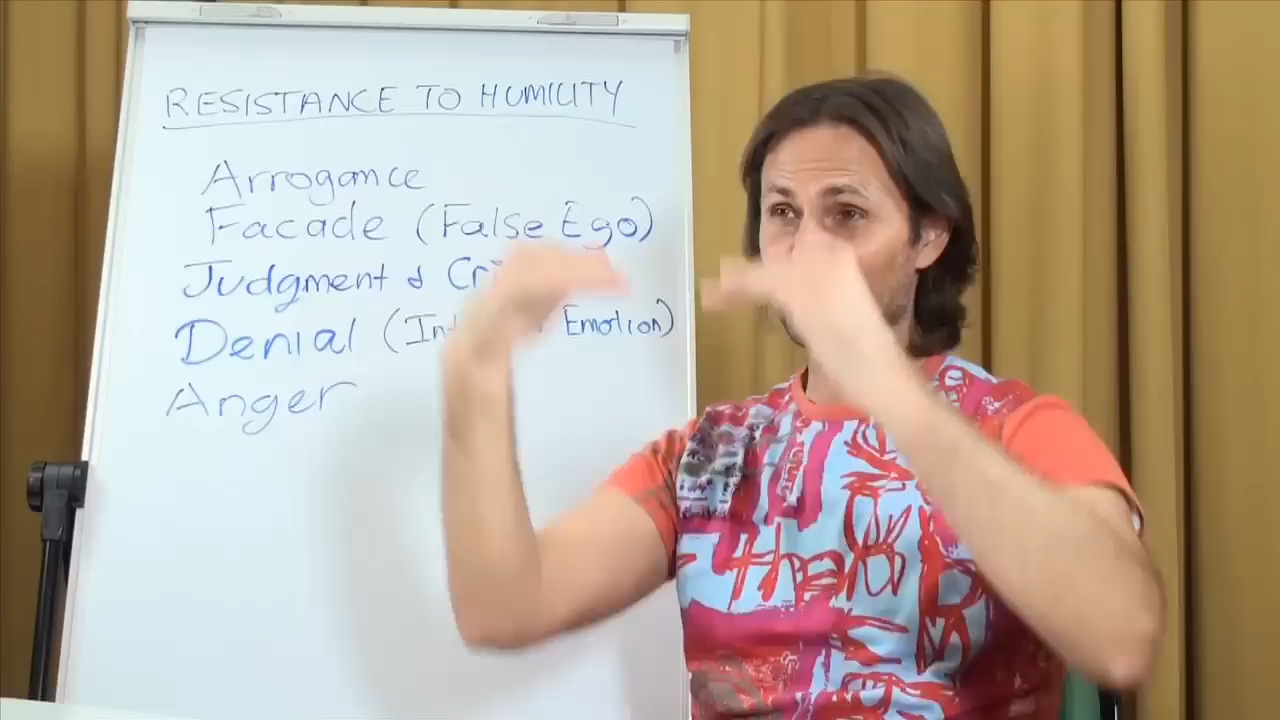 RESISTANCE TO HUMILITY
Arrogance
Facade (False Ego)
Judgment &
Denial ( Emotion)
Anger